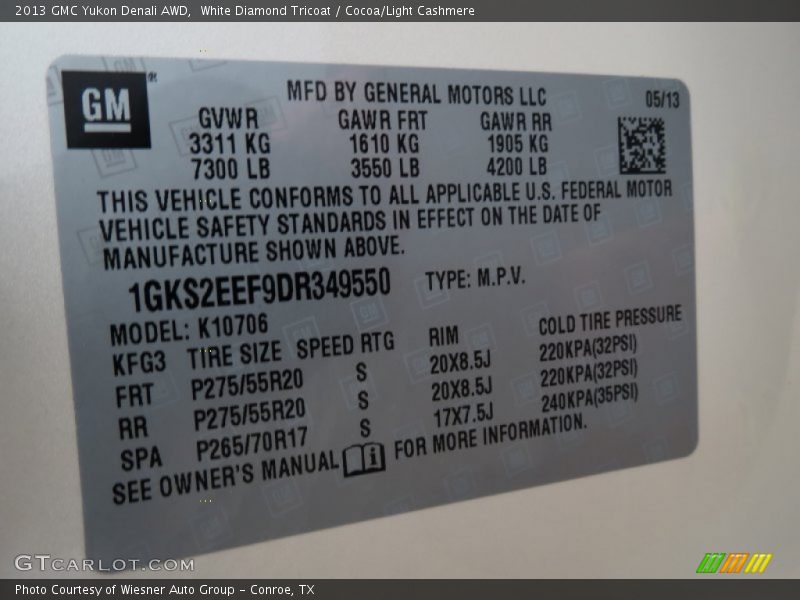 2013 GMC Yukon Denali AWD,  White Diamond Tricoat / Cocoa/Light Cashmere
GM
MFD BY GENERAL MOTORS LLC
05/13
GVWR GAWR FRT GAWR RR
3311 KG 1610 KG 1905 KG
7300 LB 3550 LB 4200 LB
THIS VEHICLE CONFORMS TO ALL APPLICABLE U.S. FEDERAL MOTOR
VEHICLE SAFETY STANDARDS IN EFFECT ON THE DATE OF
MANUFACTURE SHOWN ABOVE.
1GKS2EEF9DR349550 TYPE: M.P.V.
MODEL: K10706
KFG3 TIRE SIZE SPEED RTG RIM COLD TIRE PRESSURE
FRT P275/55R20 S 20X8.5J 220KPA(32PSI)
RR P275/55R20 S 20X8.5J 220KPA(32PSI)
SPA P265/70R17 S 17X7.5J 240KPA(35PSI)
SEE OWNER'S MANUAL i FOR MORE INFORMATION.
GTCARLOT.COM
Photo Courtesy of Wiesner Auto Group - Conroe, TX